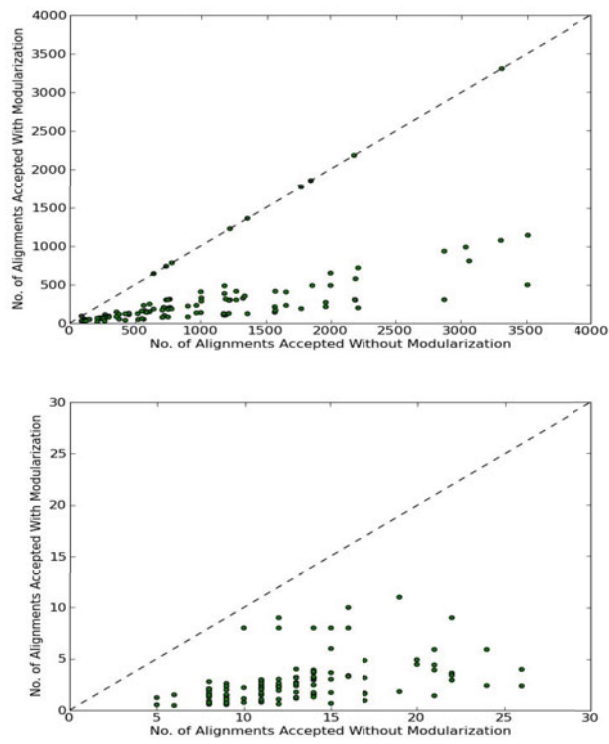 4000
3500
3000
2500
2000
1500
1000
500
0
No. of Alignments Accepted With Modularization
0 500 1000 1500 2000 2500 3000 3500 4000
No. of Alignments Accepted Without Modularization
30
25
20
15
10
5
0
No. of Alignments Accepted With Modularization
0 5 10 15 20 25 30
No. of Alignments Accepted Without Modularization